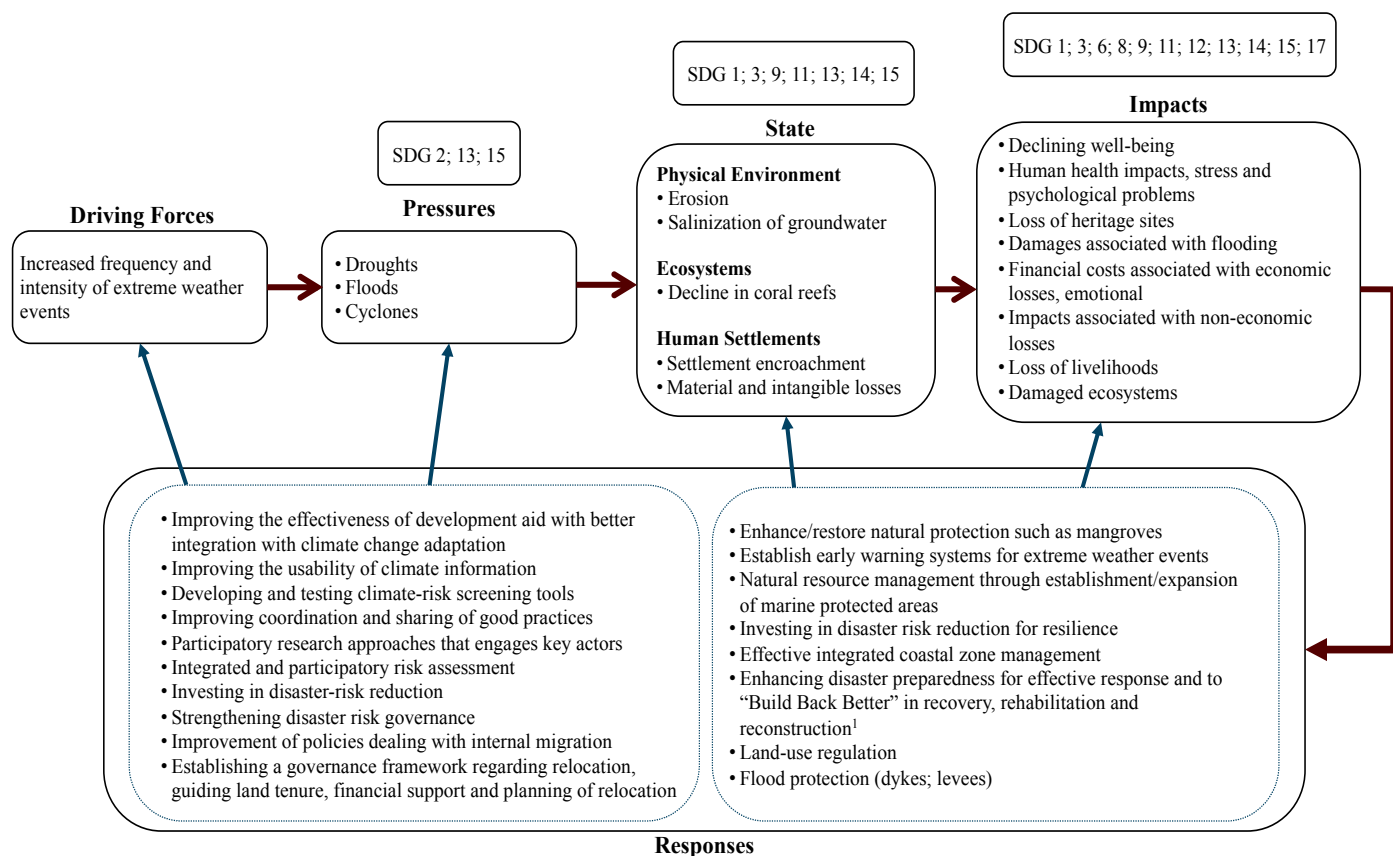 SDG 1; 3; 6; 8; 9; 11; 12; 13; 14; 15; 17
SDG 1; 3; 9; 11; 13; 14; 15
SDG 2; 13; 15
Driving Forces
Increased frequency and
intensity of extreme weather
events
Pressures
• Droughts
• Floods
• Cyclones
State
Physical Environment
• Erosion
• Salinization of groundwater
Ecosystems
• Decline in coral reefs
Human Settlements
• Settlement encroachment
• Material and intangible losses
Impacts
• Declining well-being
• Human health impacts, stress and
psychological problems
• Loss of heritage sites
• Damages associated with flooding
• Financial costs associated with economic
losses, emotional
• Impacts associated with non-economic
losses
• Loss of livelihoods
• Damaged ecosystems
• Improving the effectiveness of development aid with better
integration with climate change adaptation
• Improving the usability of climate information
• Developing and testing climate-risk screening tools
• Improving coordination and sharing of good practices
• Participatory research approaches that engages key actors
• Integrated and participatory risk assessment
• Investing in disaster-risk reduction
• Strengthening disaster risk governance
• Improvement of policies dealing with internal migration
• Establishing a governance framework regarding relocation,
guiding land tenure, financial support and planning of relocation
• Enhance/restore natural protection such as mangroves
• Establish early warning systems for extreme weather events
• Natural resource management through establishment/expansion
of marine protected areas
• Investing in disaster risk reduction for resilience
• Effective integrated coastal zone management
• Enhancing disaster preparedness for effective response and to
“Build Back Better” in recovery, rehabilitation and
reconstruction¹
• Land-use regulation
• Flood protection (dykes; levees)
Responses